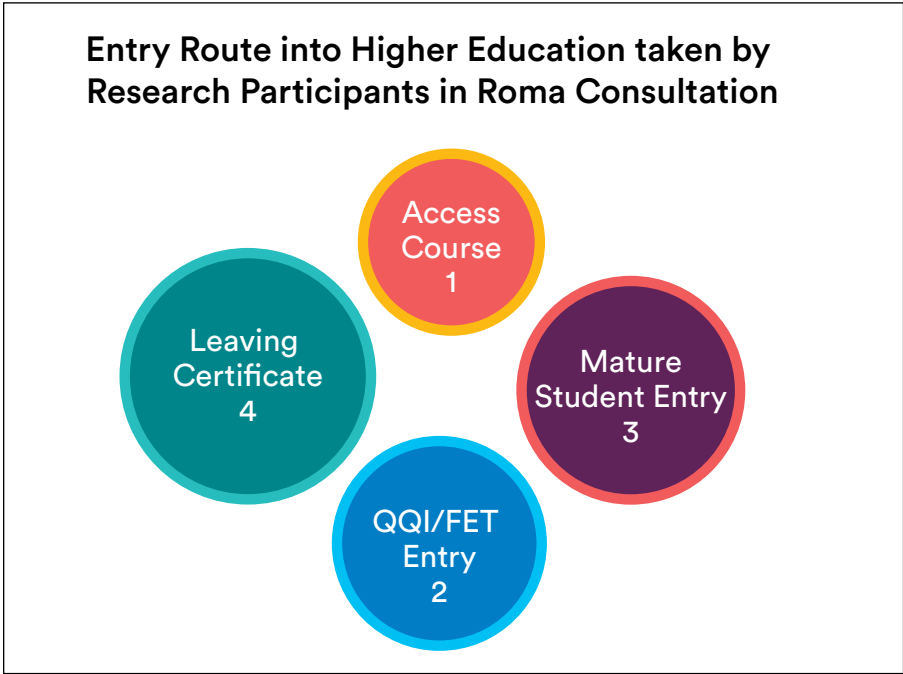 Entry Route into Higher Education taken by
Research Participants in Roma Consultation
Access
Course
1
Leaving
Certificate
4
Mature
Student Entry
3
QQI/FET
Entry
2